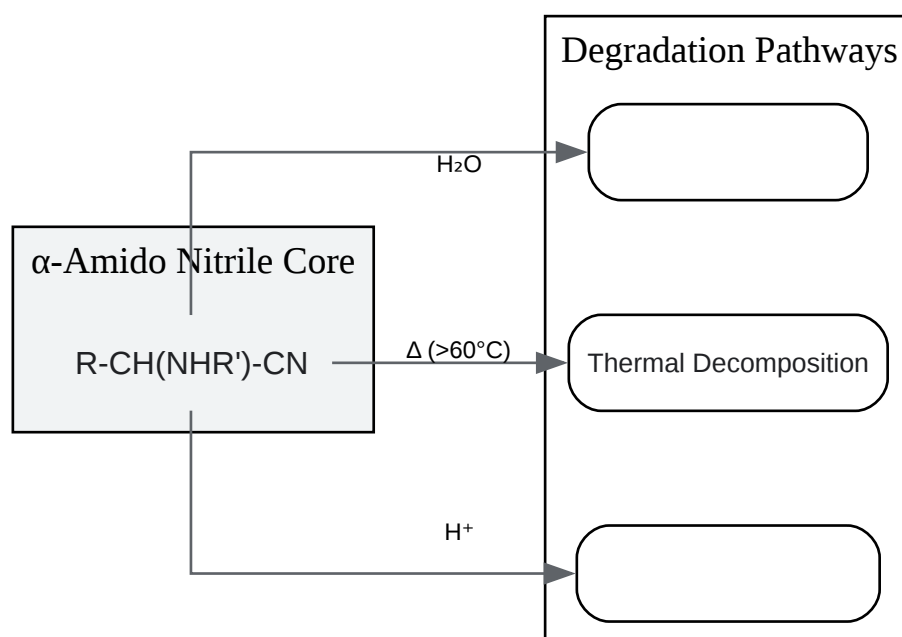 Degradation Pathways
H₂O
α-Amido Nitrile Core
R-CH(NHR')-CN
Δ (>60°C)
Thermal Decomposition
H⁺